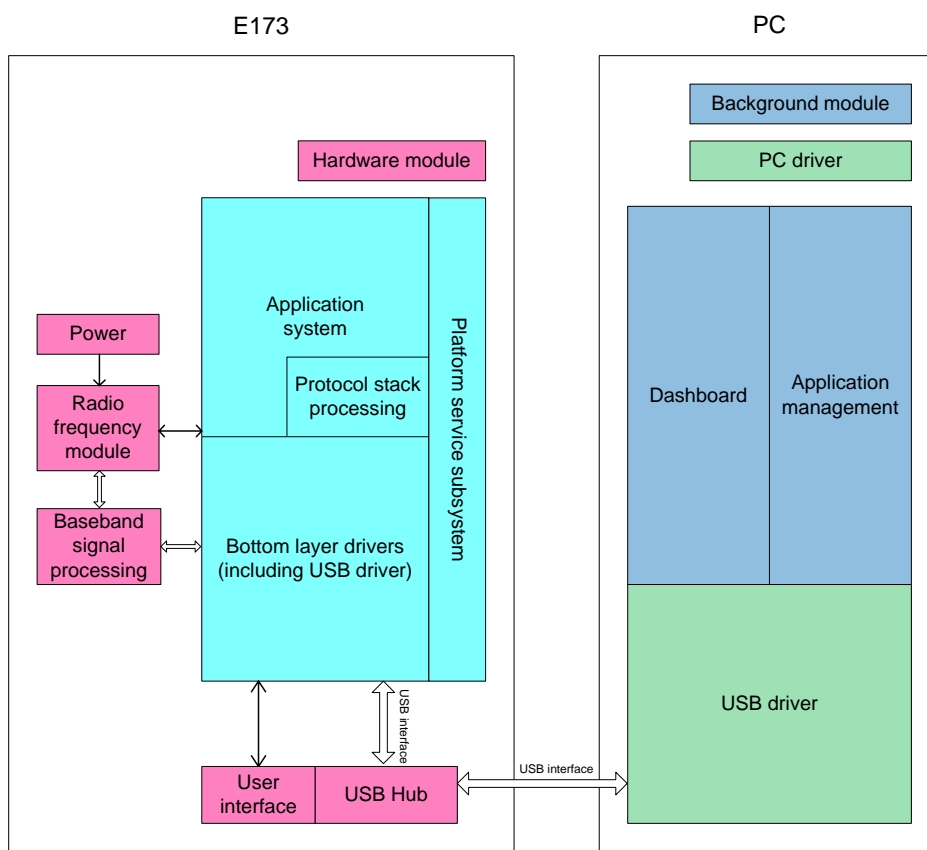 E173
PC
Background module
Hardware module
PC driver
Application
system
Platform service subsystem
Power
Protocol stack
processing
Radio
frequency
module
Dashboard
Application
management
Baseband
signal
processing
Bottom layer drivers
(including USB driver)
USB driver
USB interface
User
interface
USB Hub
USB interface